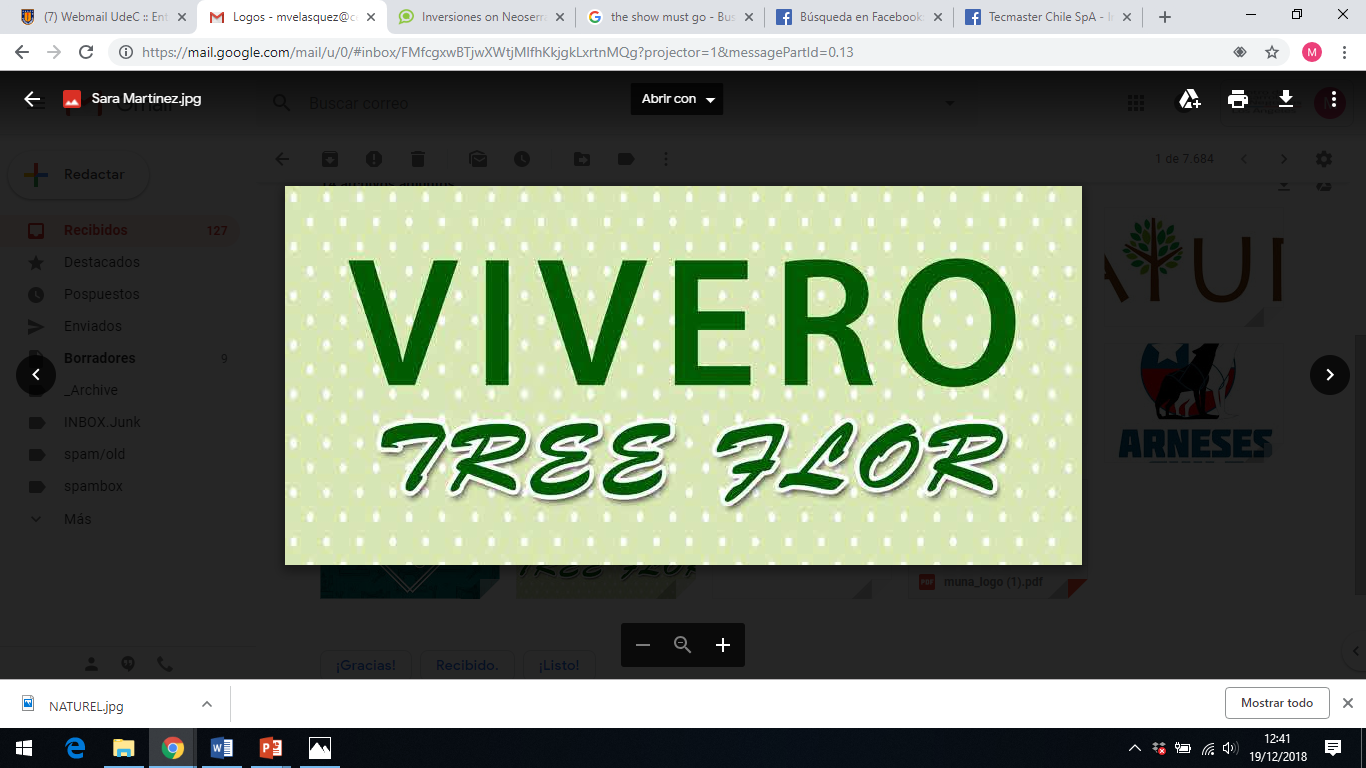 (7) Webmail UdeC :: Ent
Logos - mvelasquez@c
Inversiones on Neoserra
the show must go - Bus
Búsqueda en Facebook
Tecmaster Chile SpA - I
https://mail.google.com/mail/u/0/#inbox/FMfcgxwBTjwXWtjMlfhKkjgkLxrtnMQg?projector=1&messagePartId=0.13
M
Sara Martinez.jpg
Buscar correo
Abrir con
Redactar
1 de 7.684
Recibidos 127
Destacados
Pospuestos
Enviados
Borradores 9
_Archive
INBOX.Junk
spam/old
spambox
Más
VIVERO
TREE FLOR
ARNESES
TREE FLOR
PDF muna_logo (1).pdf
¡Gracias! Recibido. ¡Listo!
NATUREL.jpg
Mostrar todo
12:41
19/12/2018